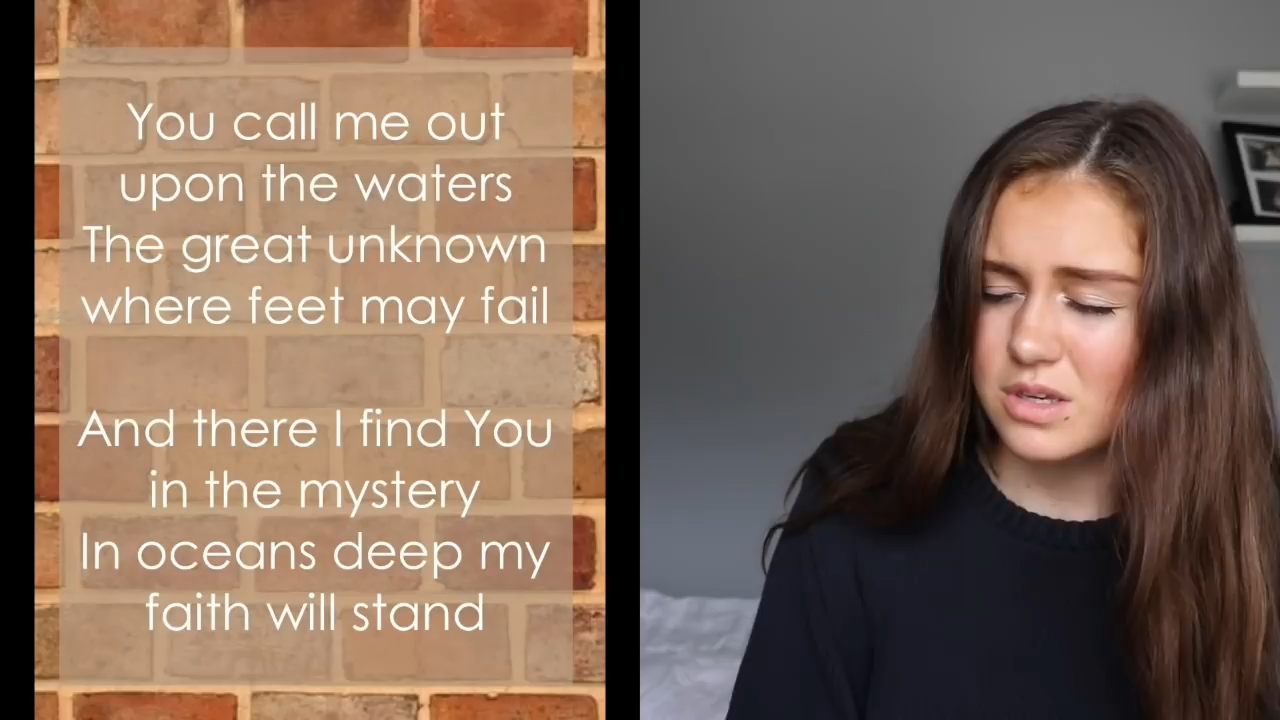 You call me out
upon the waters
The great unknown
where feet may fail
And there I find You
in the mystery
In oceans deep my
faith will stand